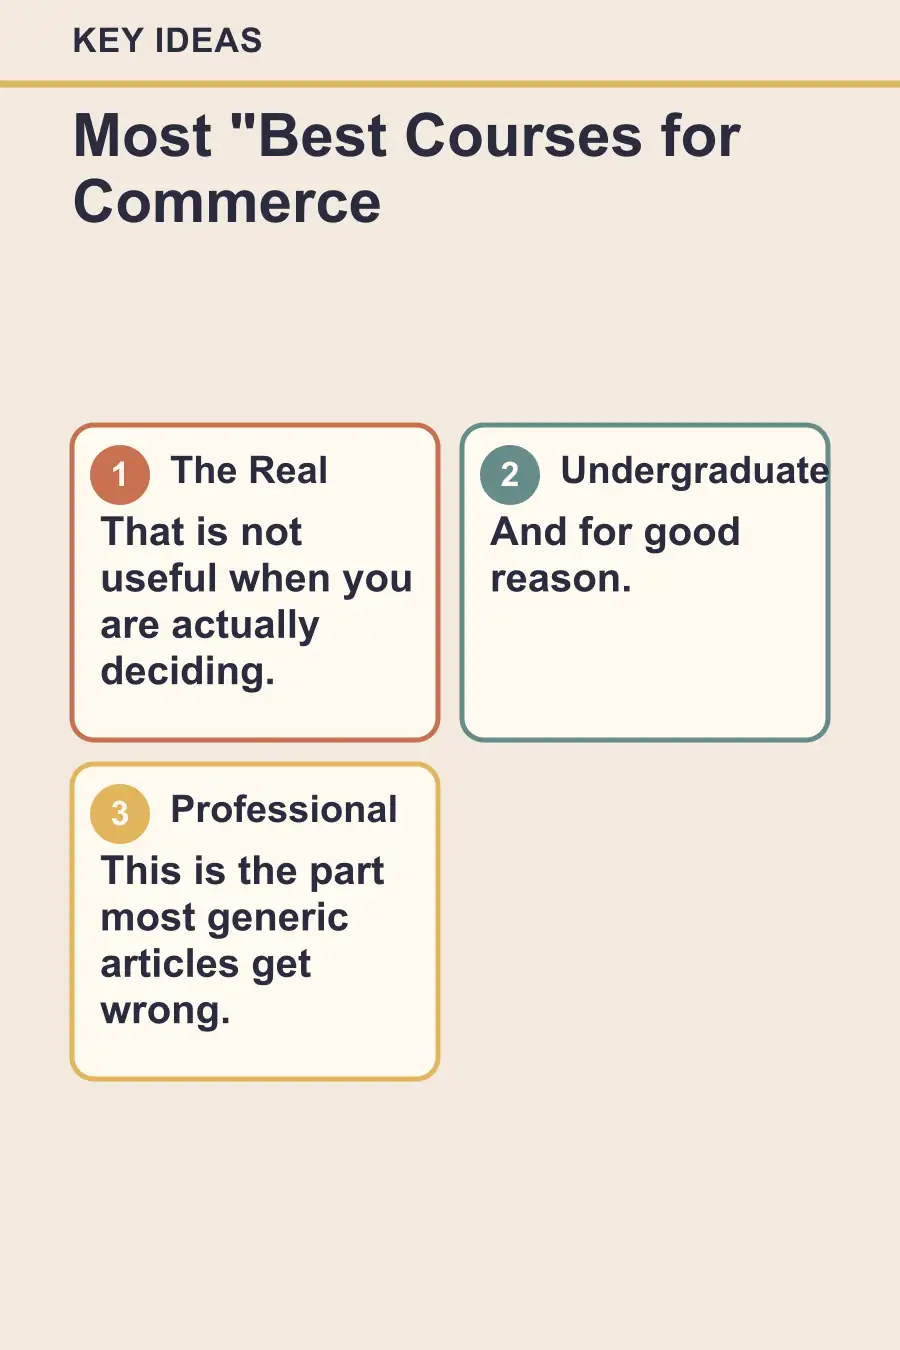 KEY IDEAS
Most "Best Courses for
Commerce
1 The Real
That is not
useful when you
are actually
deciding.
2 Undergraduate
And for good
reason.
3 Professional
This is the part
most generic
articles get
wrong.